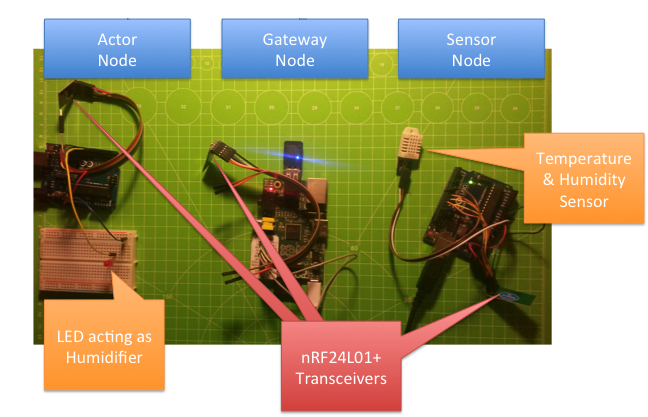 Actor
Node
Gateway
Node
Sensor
Node
Temperature
& Humidity
Sensor
LED acting as
Humidifier
nRF24L01+
Transceivers